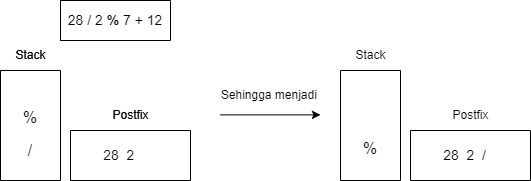 28 / 2 % 7 + 12
Stack
%
/
Postfix
28 2
Sehingga menjadi
Stack
%
Postfix
28 2 /